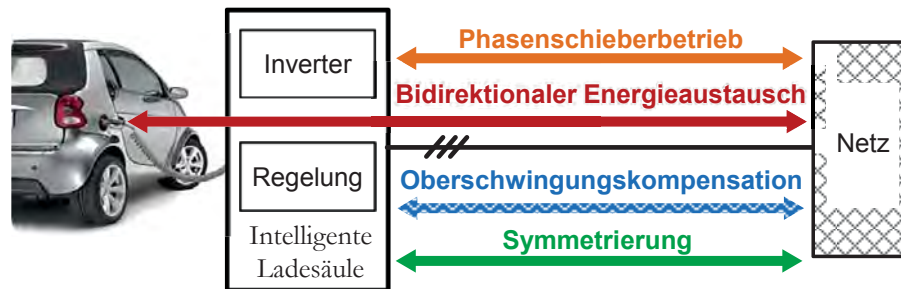 Phasenschieberbetrieb
Inverter
Bidirektionaler Energieaustausch
Netz
Regelung
Oberschwingungskompensation
Intelligente
Ladesäule
Symmetrierung